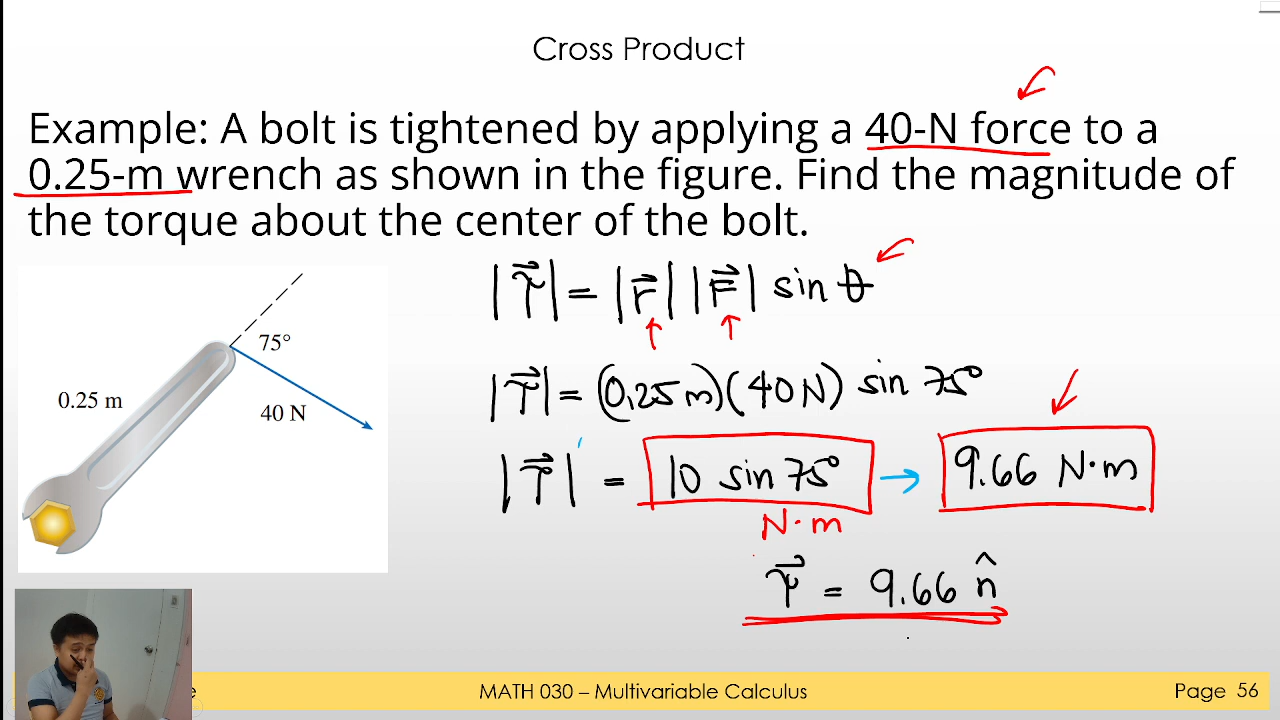 Cross Product
Example: A bolt is tightened by applying a 40-N force to a
0.25-m wrench as shown in the figure. Find the magnitude of
the torque about the center of the bolt.
|τ⃗| = |r⃗| |F⃗| sin θ
75°
0.25 m
40 N
|τ⃗| = (0.25 m)(40 N) sin 75°
|τ⃗| = 10 sin 75° → 9.66 N·m
N·m
τ⃗ = 9.66 n̂
MATH 030 – Multivariable Calculus
Page 56